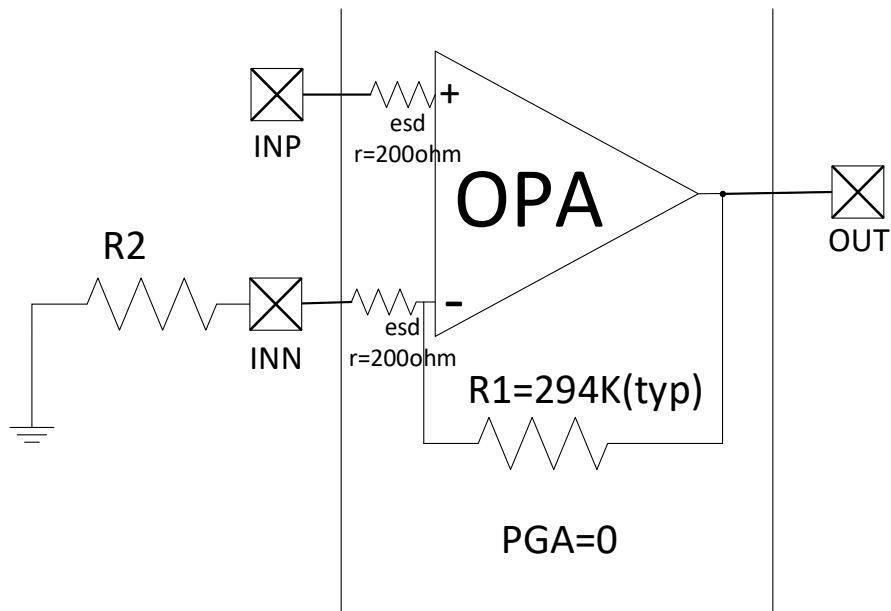 +
esd
r=200ohm
INP
OPA
OUT
R2
-
esd
r=200ohm
INN
R1=294K(typ)
PGA=0